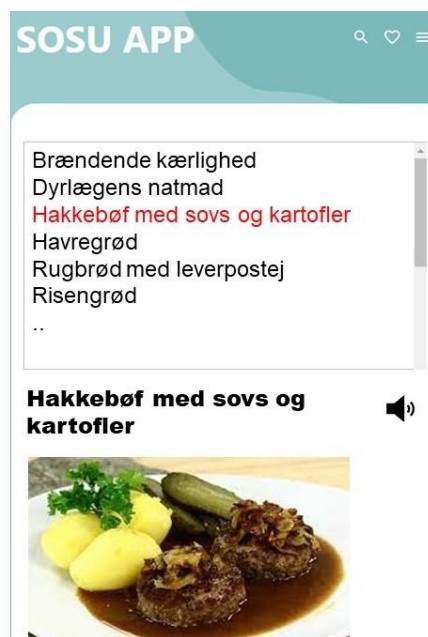 SOSU APP
Brændende kærlighed
Dyrlægens natmad
Hakkebøf med sovs og kartofler
Havregrød
Rugbrød med leverpostej
Risengrød
..
Hakkebøf med sovs og
kartofler